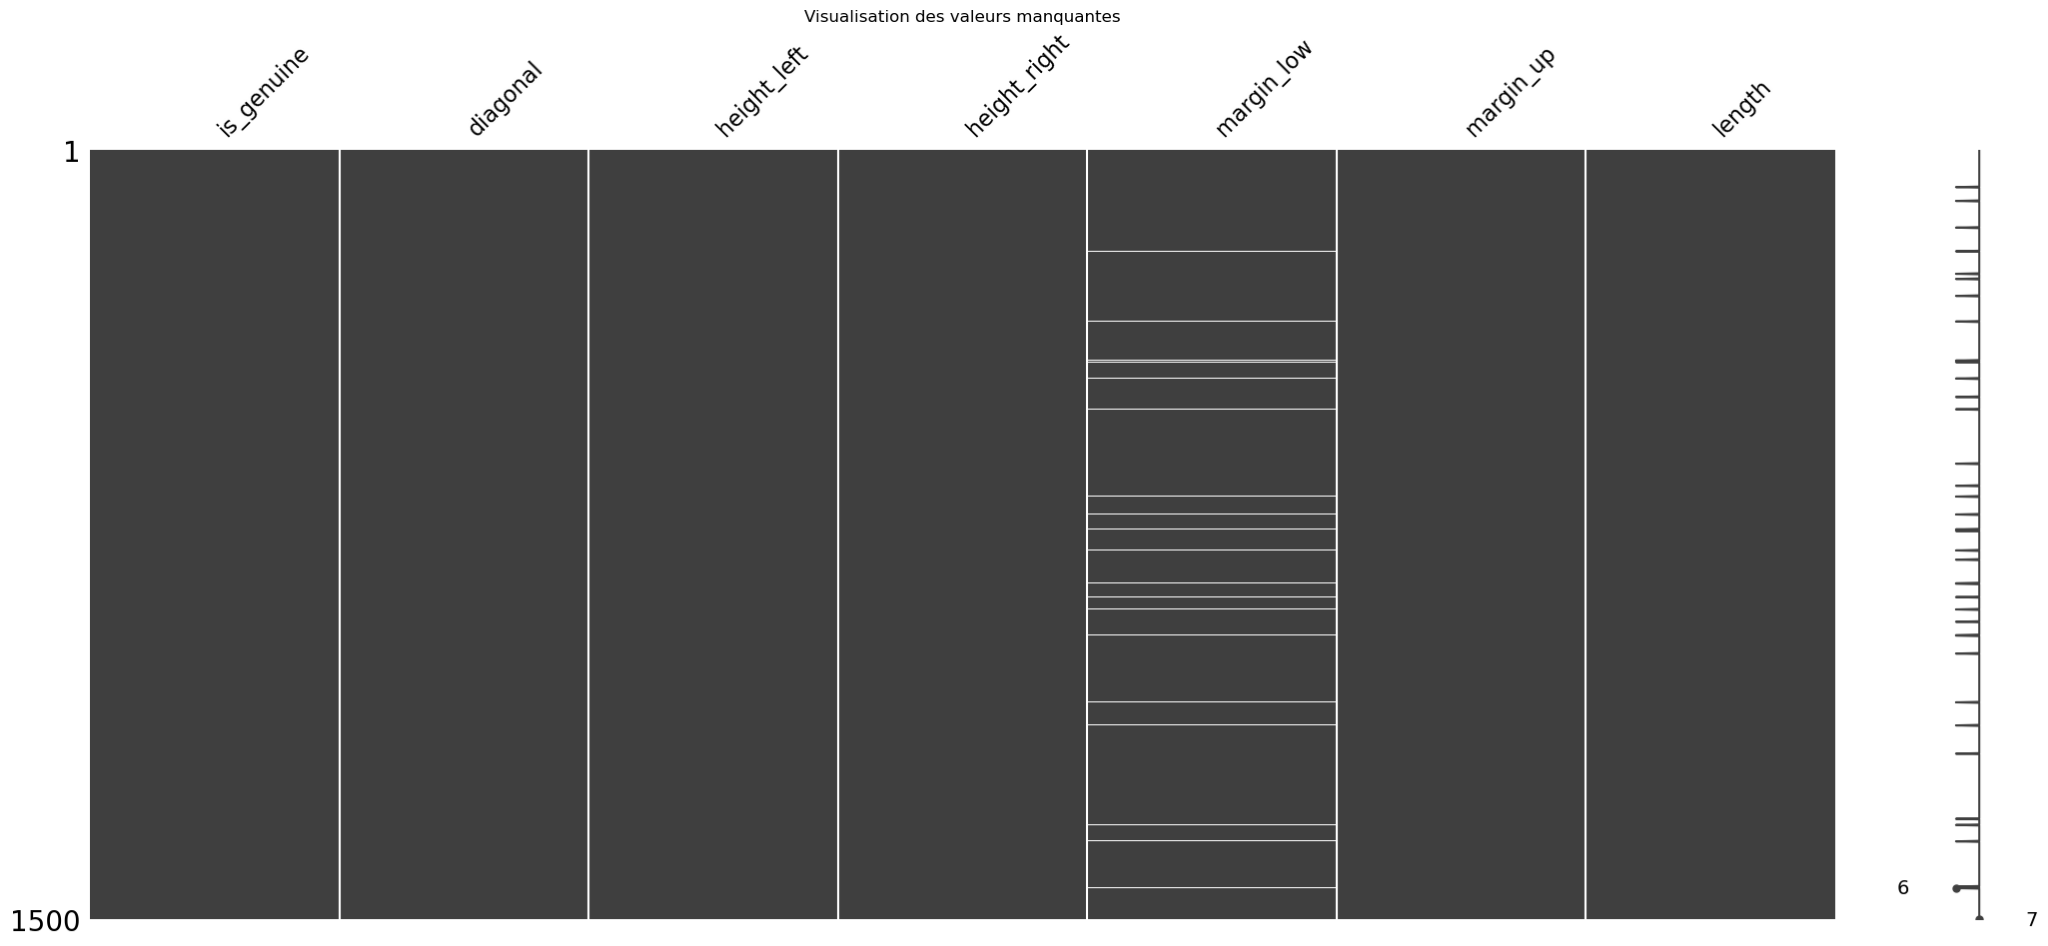 Visualisation des valeurs manquantes
is_genuine
diagonal
height_left
height_right
margin_low
margin_up
length
1
1500
6
7